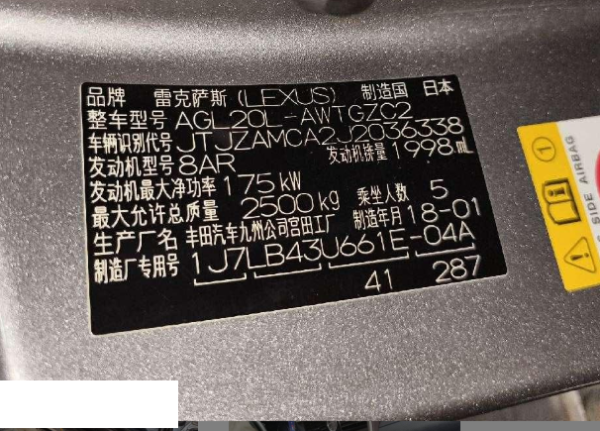 品牌 雷克萨斯(LEXUS) 制造国 日本
整车型号 AGL20L-AWTGZC2
车辆识别代号 JTJZAMCA2J2036338
发动机型号 8AR 发动机排量 1998mL
发动机最大净功率 175kW
最大允许总质量 2500kg 乘坐人数 5
生产厂名 丰田汽车九州公司宫田工厂 制造年月 18-01
制造厂专用号 1J7LB43U661E-04A
41 287
1
SIDE AIRBAG